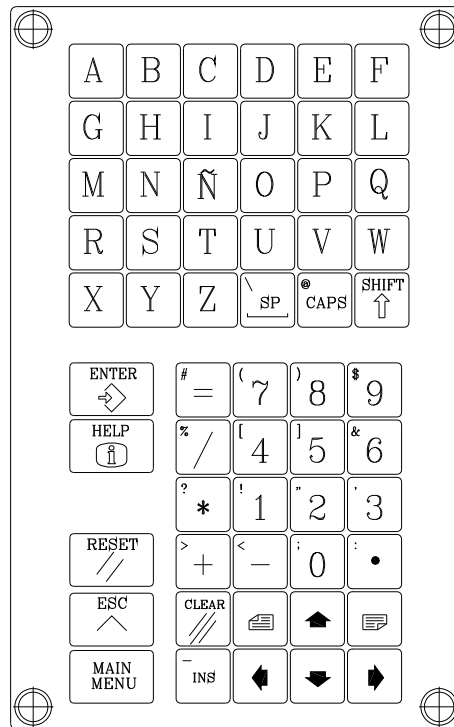 A B C D E F
G H I J K L
M N Ñ O P Q
R S T U V W
X Y Z \ SP @ CAPS SHIFT
ENTER # = ( 7 ) 8 $ 9
HELP % / [ 4 ] 5 & 6
? * ! 1 " 2 ' 3
RESET > + < - ; 0 : •
ESC CLEAR
MAIN MENU _ INS